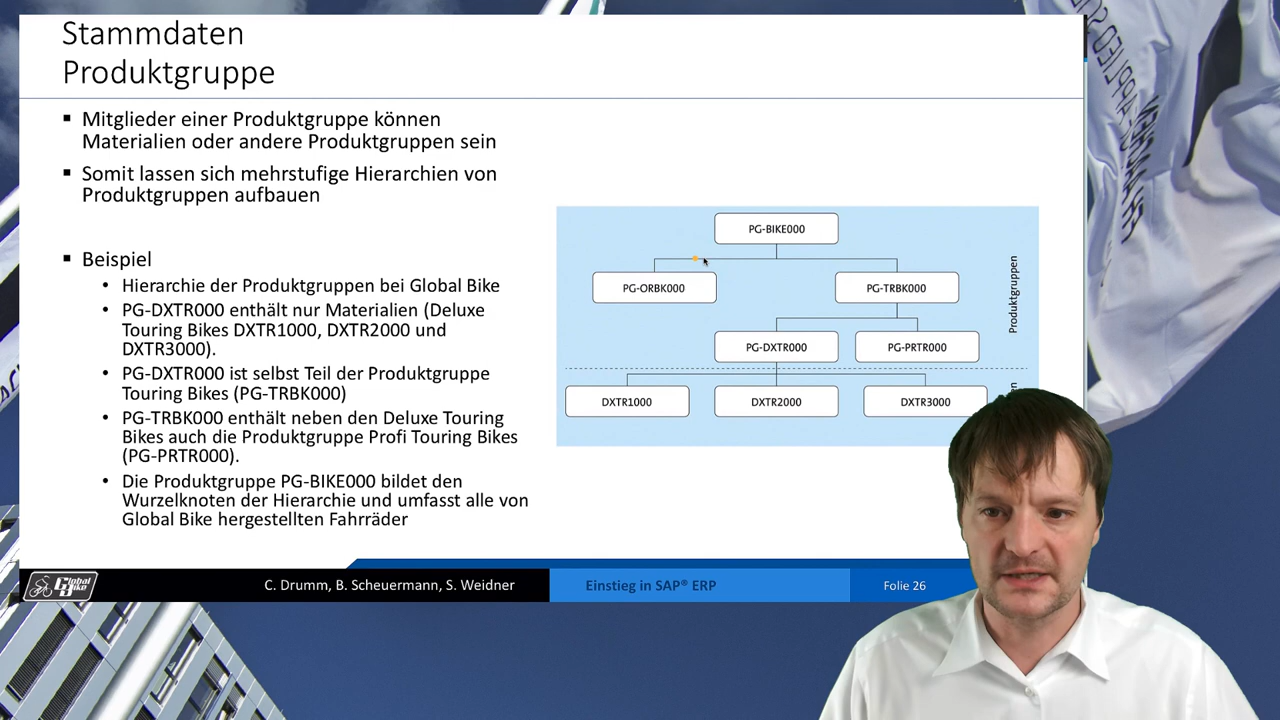 Stammdaten
Produktgruppe
▪ Mitglieder einer Produktgruppe können
Materialien oder andere Produktgruppen sein
▪ Somit lassen sich mehrstufige Hierarchien von
Produktgruppen aufbauen
▪ Beispiel
• Hierarchie der Produktgruppen bei Global Bike
• PG-DXTR000 enthält nur Materialien (Deluxe
Touring Bikes DXTR1000, DXTR2000 und
DXTR3000).
• PG-DXTR000 ist selbst Teil der Produktgruppe
Touring Bikes (PG-TRBK000)
• PG-TRBK000 enthält neben den Deluxe Touring
Bikes auch die Produktgruppe Profi Touring Bikes
(PG-PRTR000).
• Die Produktgruppe PG-BIKE000 bildet den
Wurzelknoten der Hierarchie und umfasst alle von
Global Bike hergestellten Fahrräder
PG-BIKE000
PG-ORBK000
PG-TRBK000
PG-DXTR000
PG-PRTR000
DXTR1000
DXTR2000
DXTR3000
Produktgruppen
en
Global
Bike
C. Drumm, B. Scheuermann, S. Weidner
Einstieg in SAP® ERP
Folie 26
FH AACHEN